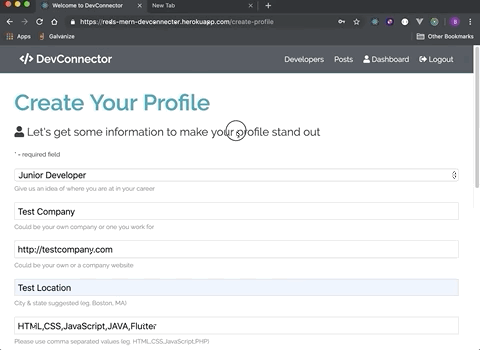 Welcome to DevConnector
New Tab
https://reds-mern-devconnecter.herokuapp.com/create-profile
Apps
Galvanize
Other Bookmarks
DevConnector
Developers
Posts
Dashboard
Logout
Create Your Profile
Let's get some information to make your profile stand out
* = required field
Junior Developer
Give us an idea of where you are at in your career
Test Company
Could be your own company or one you work for
http://testcompany.com
Could be your own or a company website
Test Location
City & state suggested (eg. Boston, MA)
HTML,CSS,JavaScript,JAVA,Flutter
Please use comma separated values (eg. HTML,CSS,JavaScript,PHP)